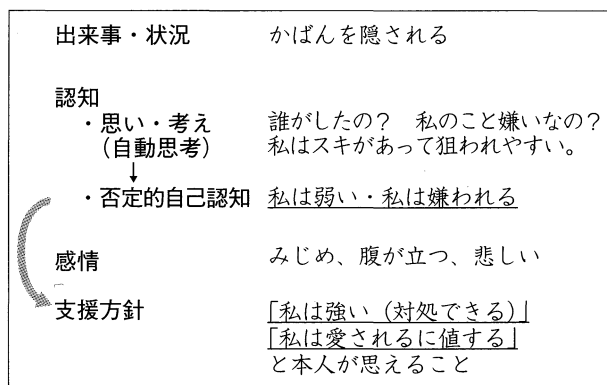 出来事・状況 かばんを隠される
認知
・思い・考え 誰がしたの？ 私のこと嫌いなの？
(自動思考) 私はスキがあって狙われやすい。
↓
・否定的自己認知 私は弱い・私は嫌われる
感情 みじめ、腹が立つ、悲しい
支援方針 「私は強い（対処できる）」
「私は愛されるに値する」
と本人が思えること